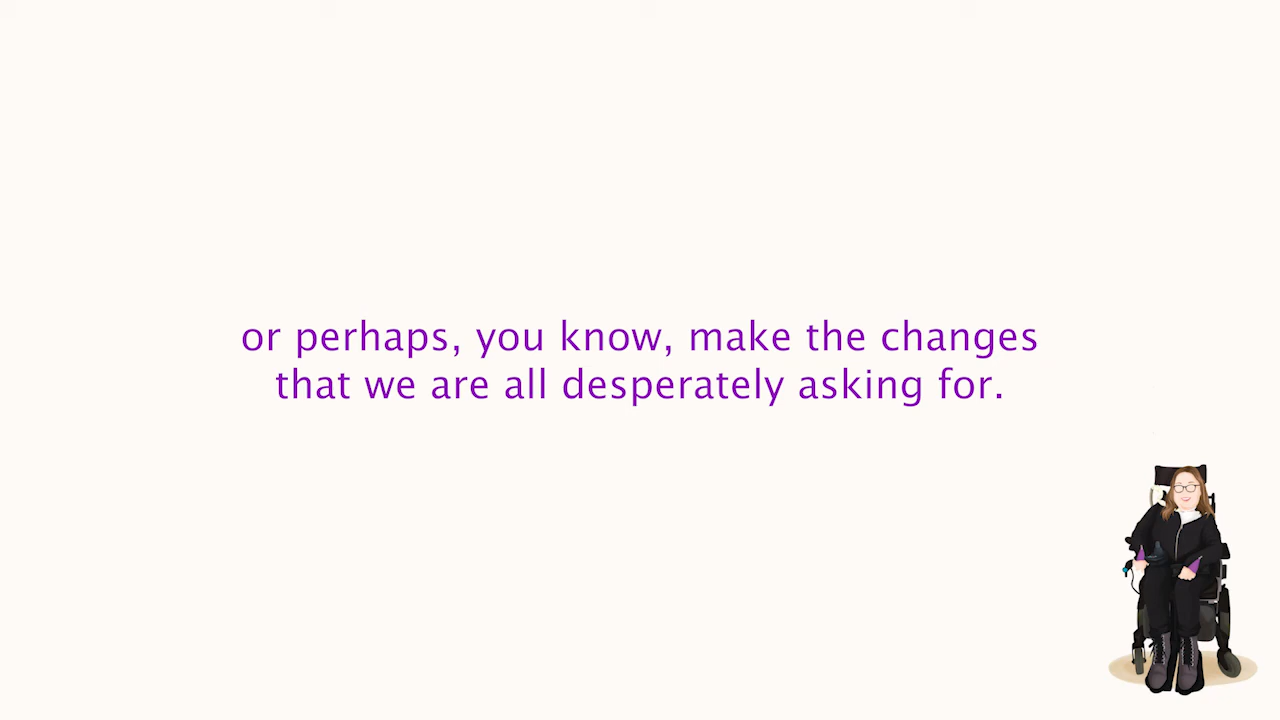 or perhaps, you know, make the changes
that we are all desperately asking for.